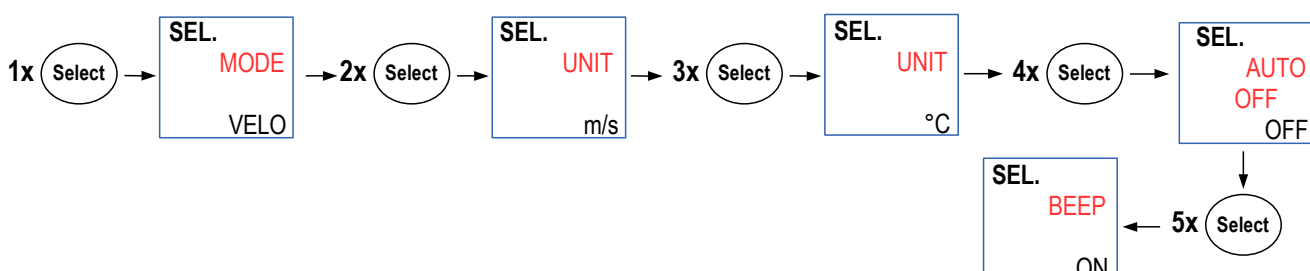 1x Select
SEL.
MODE
VELO
2x Select
SEL.
UNIT
m/s
3x Select
SEL.
UNIT
°C
4x Select
SEL.
AUTO
OFF
OFF
5x Select
SEL.
BEEP
ON